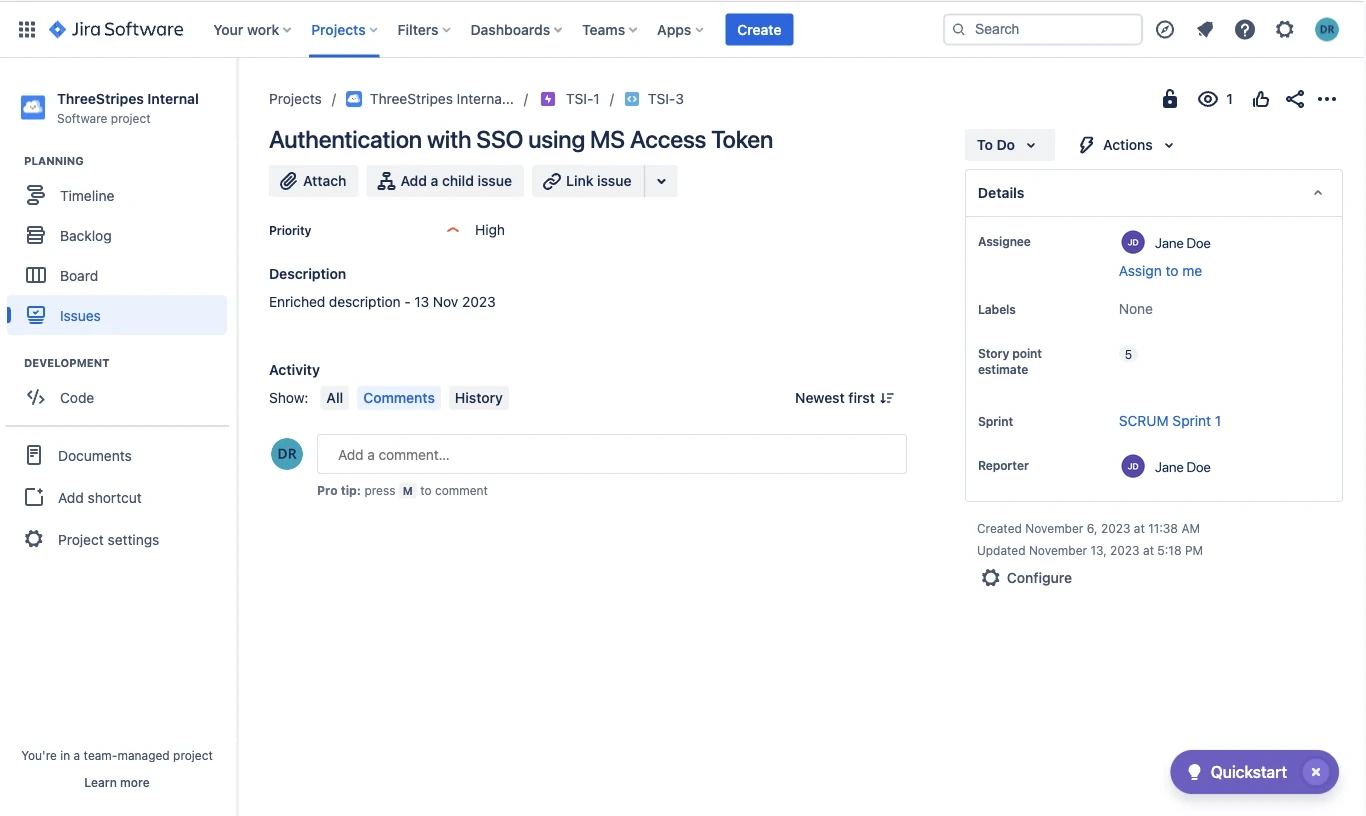 Jira Software Your work Projects Filters Dashboards Teams Apps Create Search DR
ThreeStripes Internal
Software project
PLANNING
Timeline
Backlog
Board
Issues
DEVELOPMENT
Code
Documents
Add shortcut
Project settings
You're in a team-managed project
Learn more
Projects / ThreeStripes Interna... / TSI-1 / TSI-3
1
Authentication with SSO using MS Access Token
Attach Add a child issue Link issue
Priority High
Description
Enriched description - 13 Nov 2023
Activity
Show: All Comments History Newest first
DR Add a comment...
Pro tip: press M to comment
To Do Actions
Details
Assignee JD Jane Doe
Assign to me
Labels None
Story point
estimate
5
Sprint SCRUM Sprint 1
Reporter JD Jane Doe
Created November 6, 2023 at 11:38 AM
Updated November 13, 2023 at 5:18 PM
Configure
Quickstart